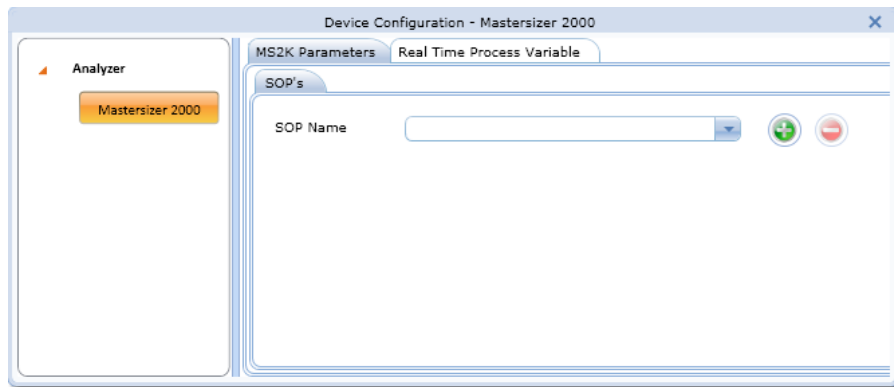 Device Configuration - Mastersizer 2000
Analyzer
Mastersizer 2000
MS2K Parameters
Real Time Process Variable
SOP's
SOP Name